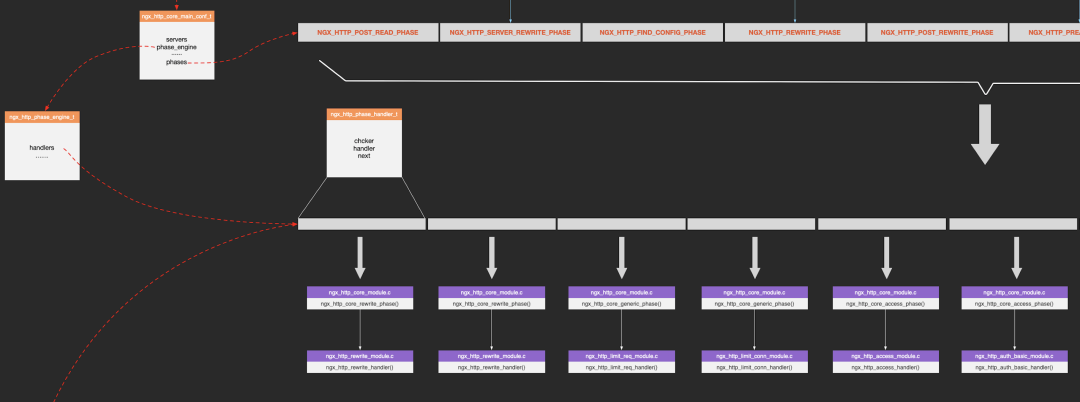 ngx_http_core_main_conf_t
servers
phase_engine
......
phases
NGX_HTTP_POST_READ_PHASE
NGX_HTTP_SERVER_REWRITE_PHASE
NGX_HTTP_FIND_CONFIG_PHASE
NGX_HTTP_REWRITE_PHASE
NGX_HTTP_POST_REWRITE_PHASE
NGX_HTTP_PREA
ngx_http_phase_engine_t
handlers
......
ngx_http_phase_handler_t
chcker
handler
next
ngx_http_core_module.c
ngx_http_core_rewrite_phase()
ngx_http_core_module.c
ngx_http_core_rewrite_phase()
ngx_http_core_module.c
ngx_http_core_generic_phase()
ngx_http_core_module.c
ngx_http_core_generic_phase()
ngx_http_core_module.c
ngx_http_core_access_phase()
ngx_http_core_module.c
ngx_http_core_access_phase()
ngx_http_rewrite_module.c
ngx_http_rewrite_handler()
ngx_http_rewrite_module.c
ngx_http_rewrite_handler()
ngx_http_limit_req_module.c
ngx_http_limit_req_handler()
ngx_http_limit_conn_module.c
ngx_http_limit_conn_handler()
ngx_http_access_module.c
ngx_http_access_handler()
ngx_http_auth_basic_module.c
ngx_http_auth_basic_handler()